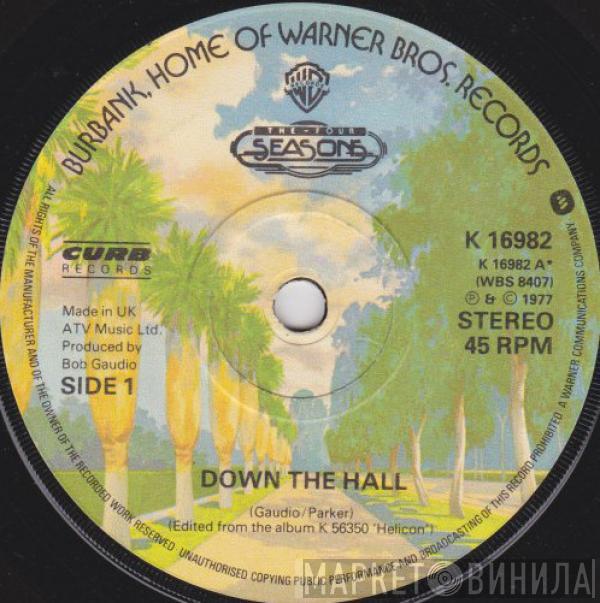 BURBANK, HOME OF WARNER BROS. RECORDS
WB
RECORDS
THE-FOUR
SEASONS
CURB
RECORDS
K 16982
K 16982 A*
(WBS 8407)
Ⓟ & © 1977
STEREO
45 RPM
Made in UK
ATV Music Ltd.
Produced by
Bob Gaudio
SIDE 1
DOWN THE HALL
(Gaudio/Parker)
(Edited from the album K 56350 'Helicon')
ALL RIGHTS OF THE MANUFACTURER AND OF THE OWNER OF THE RECORDED WORK RESERVED UNAUTHORISED COPYING PUBLIC PERFORMANCE AND BROADCASTING OF THIS RECORD PROHIBITED A WARNER COMMUNICATIONS COMPANY
МАРКЕТ ВИНИЛА